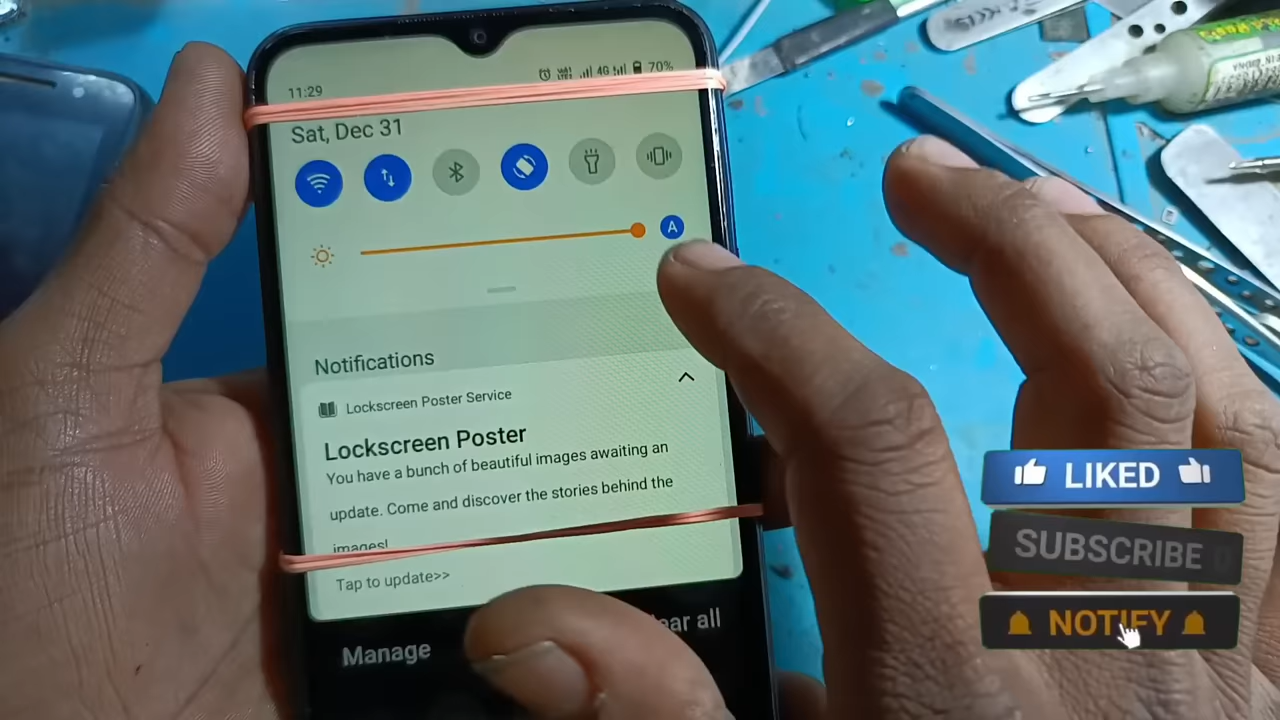 11:29
4G
70%
Sat, Dec 31
A
Notifications
Lockscreen Poster Service
Lockscreen Poster
You have a bunch of beautiful images awaiting an
update. Come and discover the stories behind the
images!
Tap to update>>
Manage
ear all
LIKED
SUBSCRIBE
NOTIFY